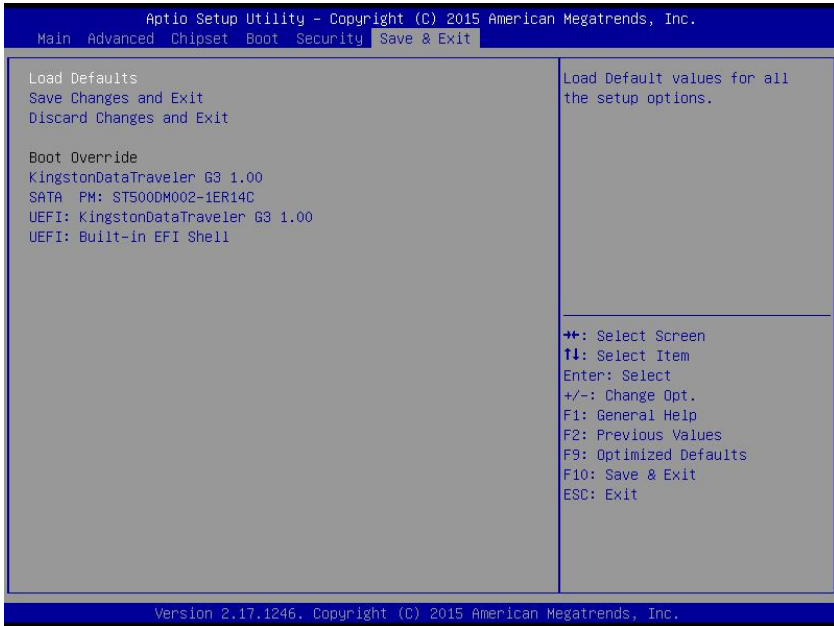 Aptio Setup Utility – Copyright (C) 2015 American Megatrends, Inc.
Main Advanced Chipset Boot Security Save & Exit
Load Defaults
Save Changes and Exit
Discard Changes and Exit
Boot Override
KingstonDataTraveler G3 1.00
SATA PM: ST500DM002-1ER14C
UEFI: KingstonDataTraveler G3 1.00
UEFI: Built-in EFI Shell
Load Default values for all
the setup options.
→←: Select Screen
↑↓: Select Item
Enter: Select
+/-: Change Opt.
F1: General Help
F2: Previous Values
F9: Optimized Defaults
F10: Save & Exit
ESC: Exit
Version 2.17.1246. Copyright (C) 2015 American Megatrends, Inc.